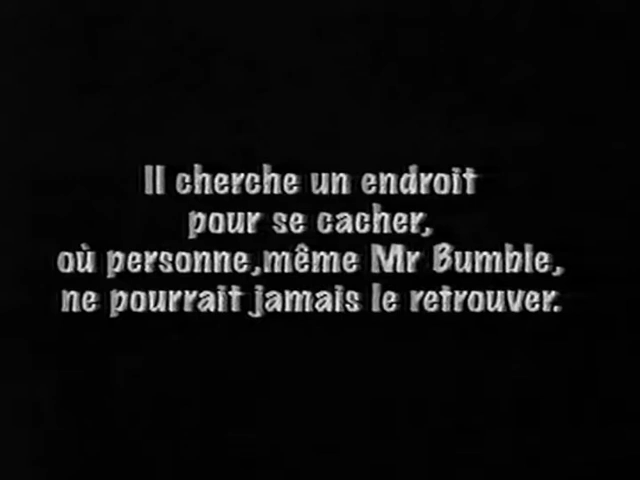 Il cherche un endroit
pour se cacher,
où personne,même Mr Bumble,
ne pourrait jamais le retrouver.